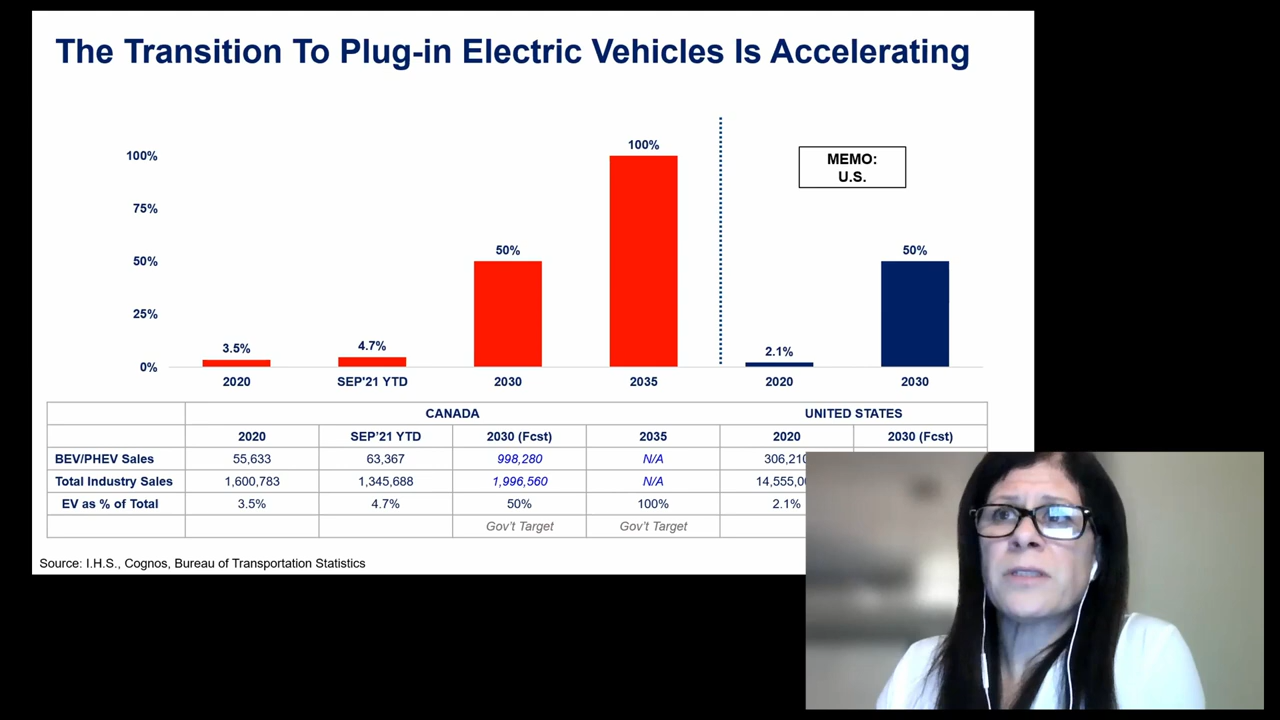 The Transition To Plug-in Electric Vehicles Is Accelerating
100%
75%
50%
25%
0%
3.5%
4.7%
50%
100%
2.1%
50%
MEMO:
U.S.
2020
SEP'21 YTD
2030
2035
2020
2030
CANADA UNITED STATES
2020 SEP'21 YTD 2030 (Fcst) 2035 2020 2030 (Fcst)
BEV/PHEV Sales 55,633 63,367 998,280 N/A 306,210
Total Industry Sales 1,600,783 1,345,688 1,996,560 N/A
EV as % of Total 3.5% 4.7% 50% 100% 2.1%
Gov't Target Gov't Target
Source: I.H.S., Cognos, Bureau of Transportation Statistics